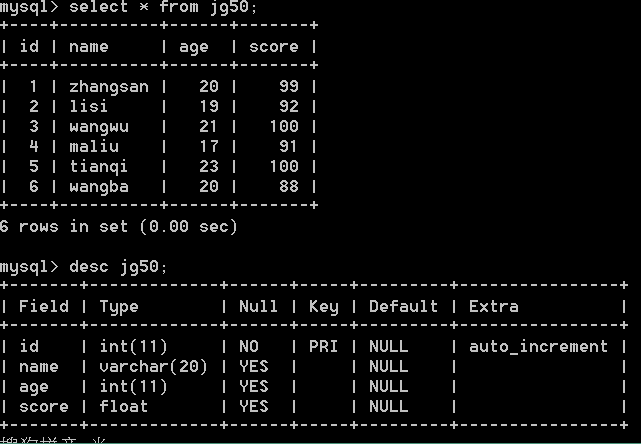 mysql> select * from jg50;
+----+----------+------+-------+
| id | name     | age  | score |
+----+----------+------+-------+
|  1 | zhangsan |   20 |    99 |
|  2 | lisi     |   19 |    92 |
|  3 | wangwu   |   21 |   100 |
|  4 | maliu    |   17 |    91 |
|  5 | tianqi   |   23 |   100 |
|  6 | wangba   |   20 |    88 |
+----+----------+------+-------+
6 rows in set (0.00 sec)
mysql> desc jg50;
+-------+-------------+------+-----+---------+----------------+
| Field | Type        | Null | Key | Default | Extra          |
+-------+-------------+------+-----+---------+----------------+
| id    | int(11)     | NO   | PRI | NULL    | auto_increment |
| name  | varchar(20) | YES  |     | NULL    |                |
| age   | int(11)     | YES  |     | NULL    |                |
| score | float       | YES  |     | NULL    |                |
+-------+-------------+------+-----+---------+----------------+